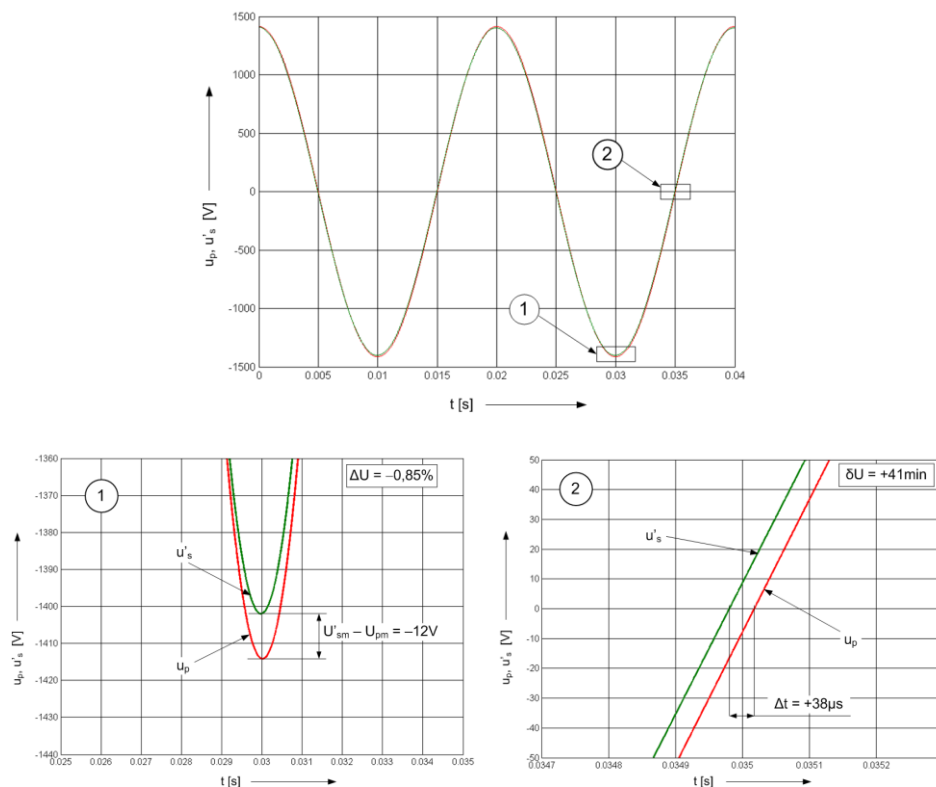 1500
1000
500
0
-500
-1000
-1500
uₚ, u'ₛ [V]
2
1
0 0.005 0.01 0.015 0.02 0.025 0.03 0.035 0.04
t [s]
-1360
-1370
-1380
-1390
-1400
-1410
-1420
-1430
-1440
uₚ, u'ₛ [V]
1
ΔU = −0,85%
u'ₛ
U'ₛₘ − Uₚₘ = −12V
uₚ
0.025 0.026 0.027 0.028 0.029 0.03 0.031 0.032 0.033 0.034 0.035
t [s]
50
40
30
20
10
0
-10
-20
-30
-40
-50
uₚ, u'ₛ [V]
2
δU = +41min
u'ₛ
uₚ
Δt = +38µs
0.0347 0.0348 0.0349 0.035 0.0351 0.0352
t [s]